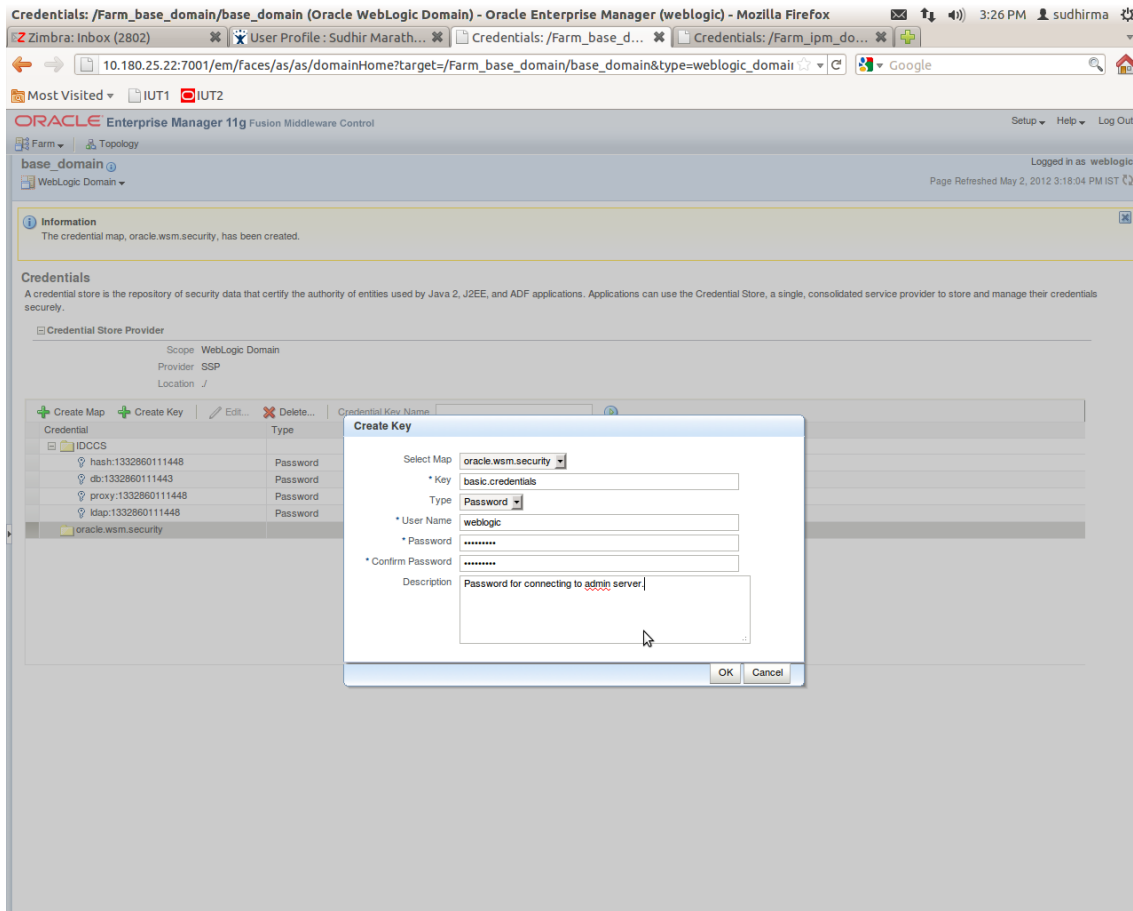 Credentials: /Farm_base_domain/base_domain (Oracle WebLogic Domain) - Oracle Enterprise Manager (weblogic) - Mozilla Firefox 3:26 PM sudhirma
Z Zimbra: Inbox (2802) User Profile : Sudhir Marath... Credentials: /Farm_base_d... Credentials: /Farm_ipm_do...
10.180.25.22:7001/em/faces/as/as/domainHome?target=/Farm_base_domain/base_domain&type=weblogic_domai Google
Most Visited IUT1 IUT2
ORACLE Enterprise Manager 11g Fusion Middleware Control Setup Help Log Out
Farm Topology
base_domain Logged in as weblogic
WebLogic Domain Page Refreshed May 2, 2012 3:18:04 PM IST
Information
The credential map, oracle.wsm.security, has been created.
Credentials
A credential store is the repository of security data that certify the authority of entities used by Java 2, J2EE, and ADF applications. Applications can use the Credential Store, a single, consolidated service provider to store and manage their credentials
securely.
Credential Store Provider
Scope WebLogic Domain
Provider SSP
Location ./
Create Map Create Key Edit... Delete... Credential Key Name
Credential Type
IDCCS
hash:1332860111448 Password
db:1332860111443 Password
proxy:1332860111448 Password
ldap:1332860111448 Password
oracle.wsm.security
Create Key
Select Map oracle.wsm.security
* Key basic.credentials
Type Password
* User Name weblogic
* Password •••••••••
* Confirm Password •••••••••
Description Password for connecting to admin server.
OK Cancel